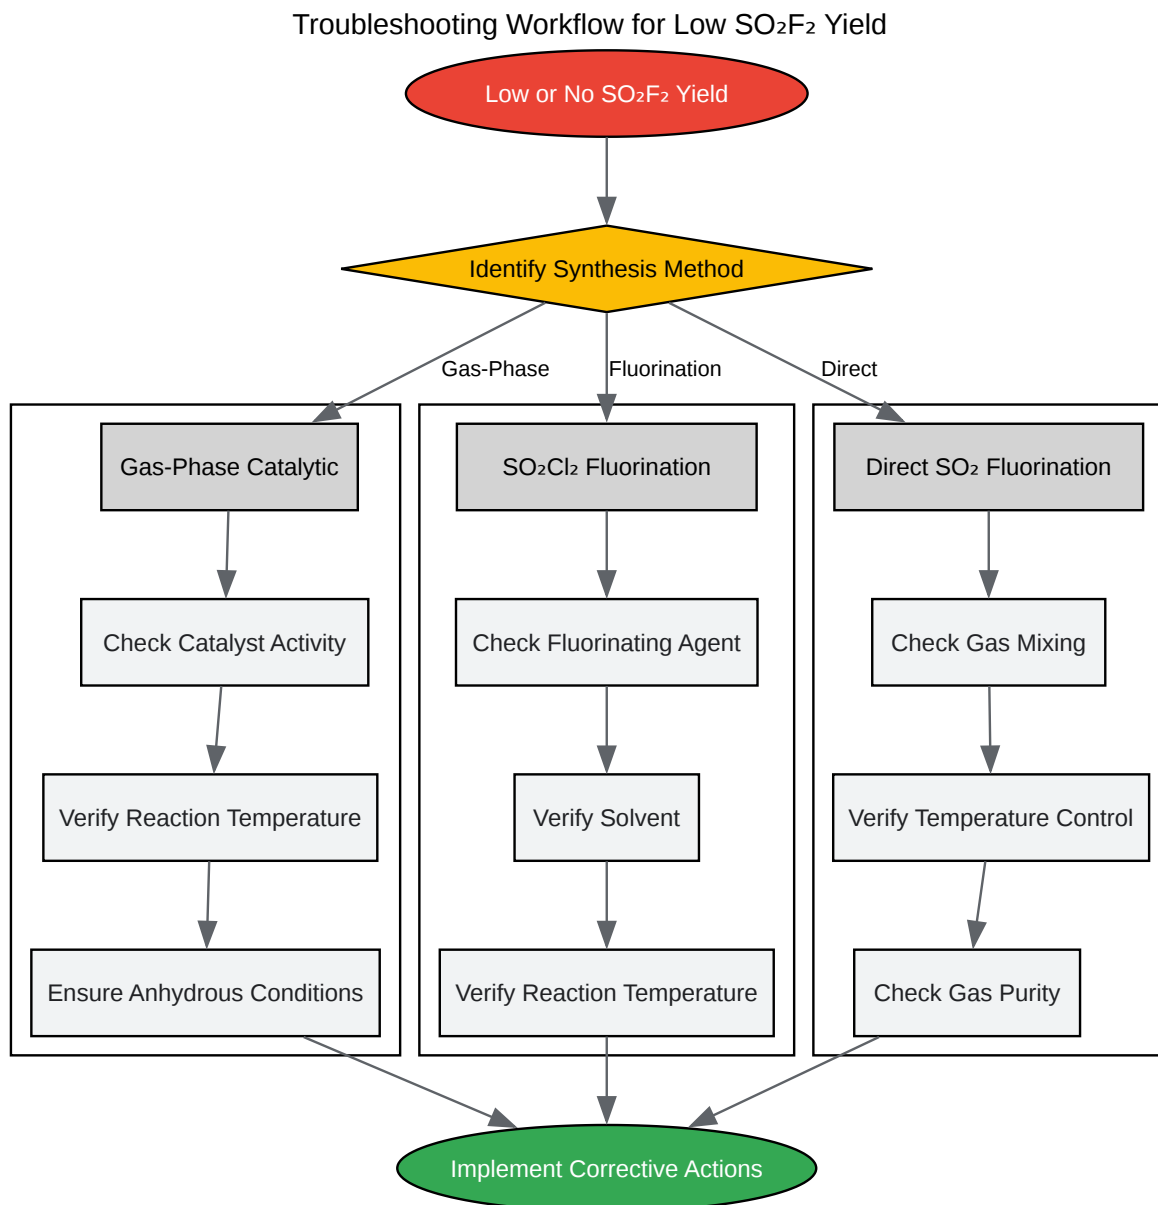 Troubleshooting Workflow for Low SO₂F₂ Yield
Low or No SO₂F₂ Yield
Identify Synthesis Method
Gas-Phase
Fluorination
Direct
Gas-Phase Catalytic
SO₂Cl₂ Fluorination
Direct SO₂ Fluorination
Check Catalyst Activity
Check Fluorinating Agent
Check Gas Mixing
Verify Reaction Temperature
Verify Solvent
Verify Temperature Control
Ensure Anhydrous Conditions
Verify Reaction Temperature
Check Gas Purity
Implement Corrective Actions